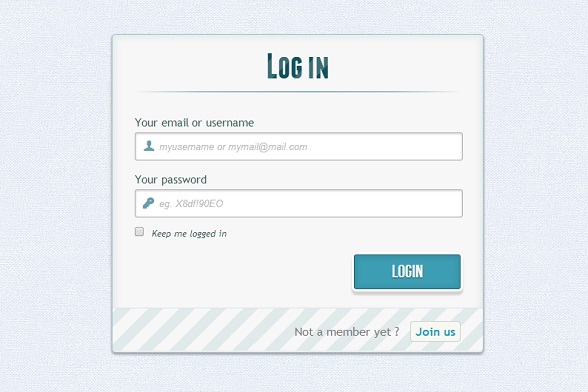 Log in
Your email or username
myusername or mymail@mail.com
Your password
eg. X8df!90EO
Keep me logged in
LOGIN
Not a member yet ? Join us